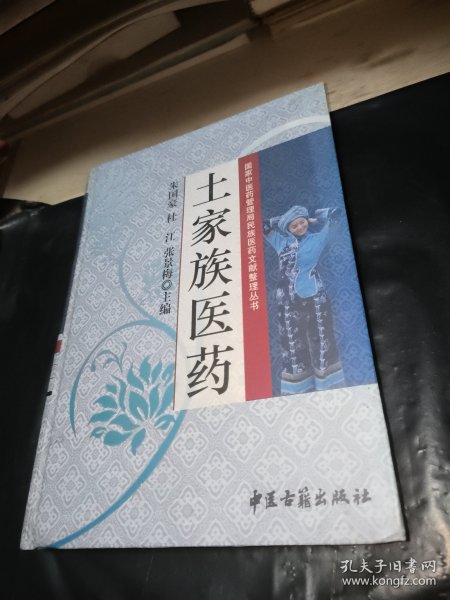 国家中医药管理局民族医药文献整理丛书
土家族医药
朱国豪 杜江 张景梅◎主编
中医古籍出版社
孔夫子旧书网
www.kongfz.com